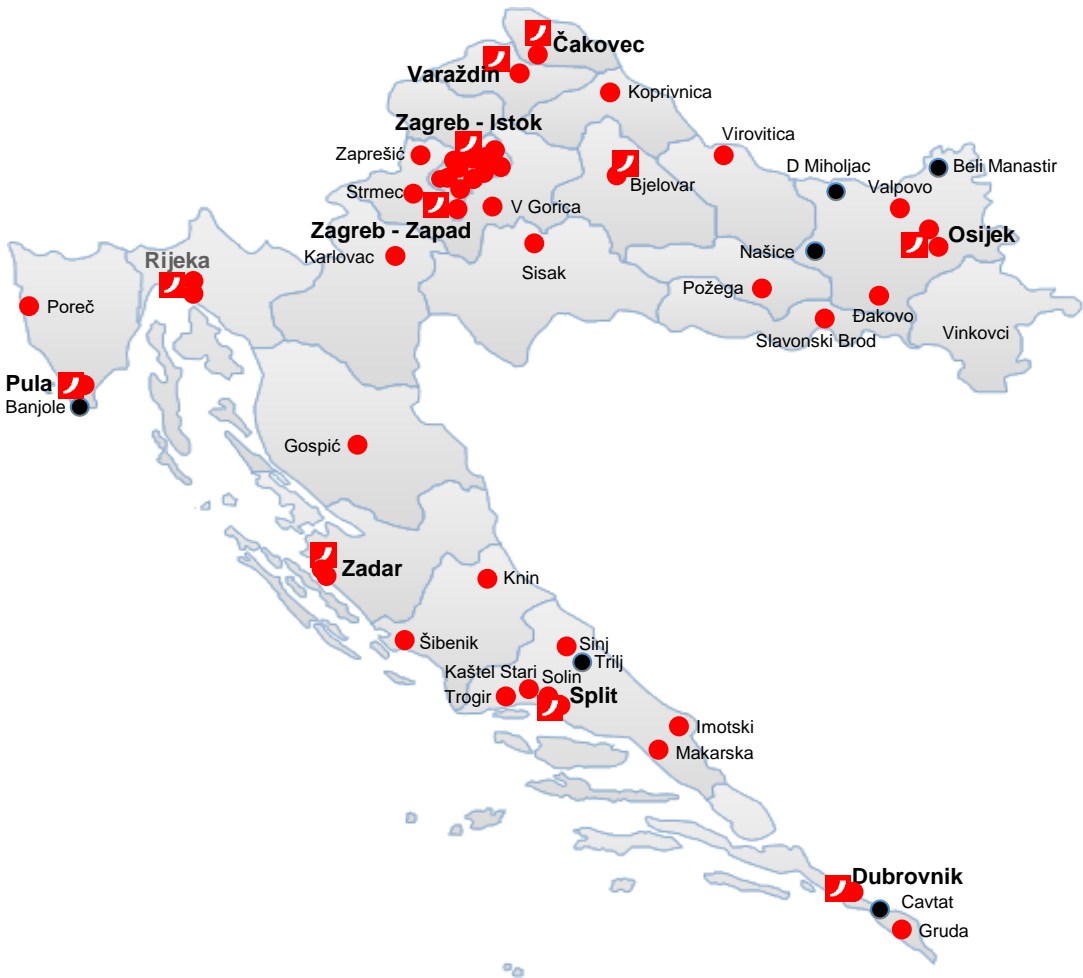 Čakovec
Varaždin
Koprivnica
Zagreb - Istok
Virovitica
Zaprešić
D Miholjac
Beli Manastir
Bjelovar
Valpovo
Strmec
V Gorica
Zagreb - Zapad
Osijek
Karlovac
Sisak
Našice
Rijeka
Požega
Poreč
Đakovo
Vinkovci
Slavonski Brod
Pula
Banjole
Gospić
Zadar
Knin
Šibenik
Sinj
Trilj
Kaštel Stari
Solin
Trogir
Split
Imotski
Makarska
Dubrovnik
Cavtat
Gruda